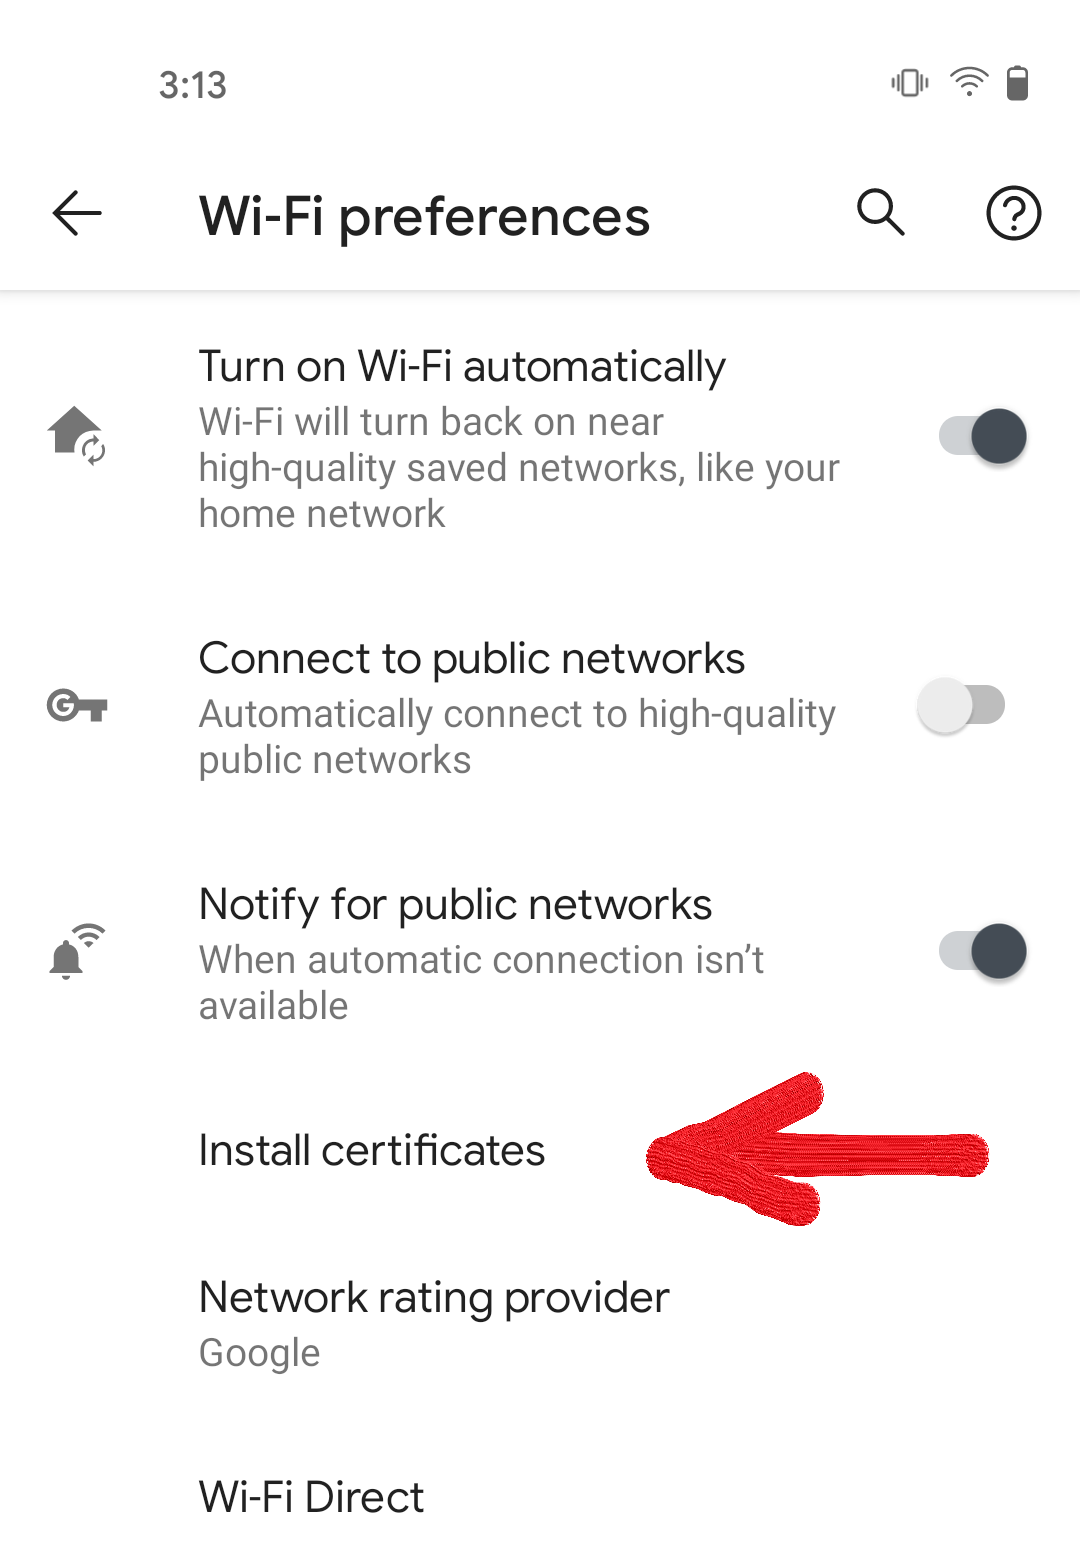 3:13
Wi-Fi preferences
Turn on Wi-Fi automatically
Wi-Fi will turn back on near
high-quality saved networks, like your
home network
Connect to public networks
G
Automatically connect to high-quality
public networks
Notify for public networks
When automatic connection isn’t
available
Install certificates
Network rating provider
Google
Wi-Fi Direct